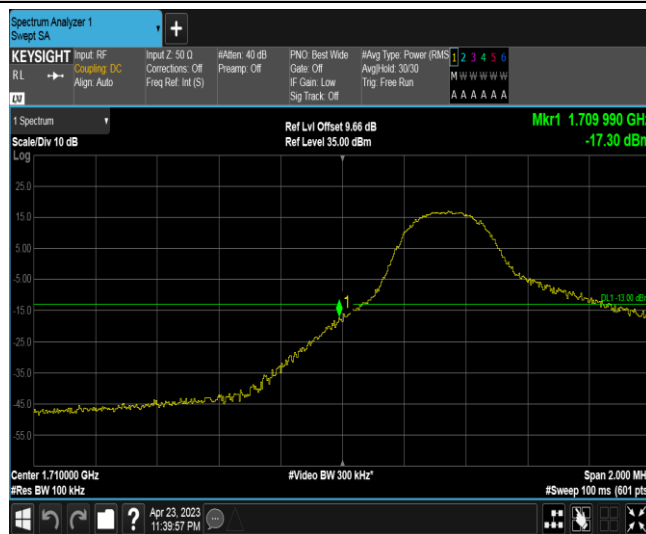 Spectrum Analyzer 1
Swept SA
KEYSIGHT
RL
LXI
Input: RF
Coupling: DC
Align: Auto
Input Z: 50 Ω
Corrections: Off
Freq Ref: Int (S)
#Atten: 40 dB
Preamp: Off
PNO: Best Wide
Gate: Off
IF Gain: Low
Sig Track: Off
#Avg Type: Power (RMS
Avg|Hold: 30/30
Trig: Free Run
1 2 3 4 5 6
M W W W W W
A A A A A A
1 Spectrum
Scale/Div 10 dB
Log
Ref Lvl Offset 9.66 dB
Ref Level 35.00 dBm
Mkr1 1.709 990 GHz
-17.30 dBm
25.0
15.0
5.00
-5.00
-15.0
-25.0
-35.0
-45.0
-55.0
1
DL1 -13.00 dBm
Center 1.710000 GHz
#Res BW 100 kHz
#Video BW 300 kHz*
Span 2.000 MH
#Sweep 100 ms (601 pts
?
Apr 23, 2023
11:39:57 PM